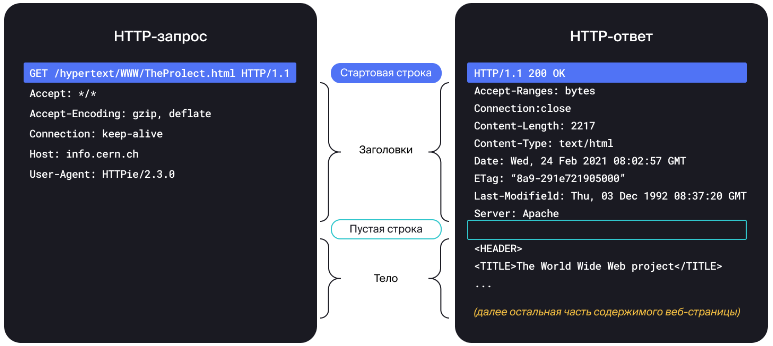 HTTP-запрос
GET /hypertext/WWW/TheProlect.html HTTP/1.1
Accept: */*
Accept-Encoding: gzip, deflate
Connection: keep-alive
Host: info.cern.ch
User-Agent: HTTPie/2.3.0
Стартовая строка
Заголовки
Пустая строка
Тело
HTTP-ответ
HTTP/1.1 200 OK
Accept-Ranges: bytes
Connection:close
Content-Length: 2217
Content-Type: text/html
Date: Wed, 24 Feb 2021 08:02:57 GMT
ETag: "8a9-291e721905000"
Last-Modifield: Thu, 03 Dec 1992 08:37:20 GMT
Server: Apache
<HEADER>
<TITLE>The World Wide Web project</TITLE>
...
(далее остальная часть содержимого веб-страницы)